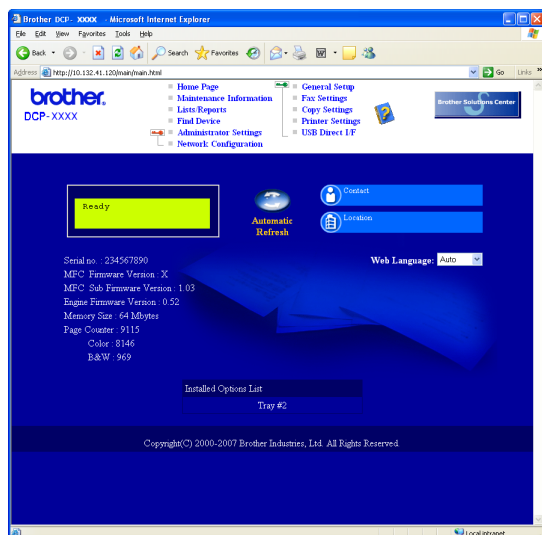 Brother DCP- XXXX - Microsoft Internet Explorer
File Edit View Favorites Tools Help
Back Search Favorites
Address http://10.132.41.120/main/main.html Go Links »
brother.
DCP-XXXX
Home Page
Maintenance Information
Lists/Reports
Find Device
Administrator Settings
Network Configuration
General Setup
Fax Settings
Copy Settings
Printer Settings
USB Direct I/F
Brother Solutions Center
Ready
Automatic
Refresh
Contact
Location
Web Language: Auto
Serial no. : 234567890
MFC Firmware Version : X
MFC Sub Firmware Version : 1.03
Engine Firmware Version : 0.52
Memory Size : 64 Mbytes
Page Counter : 9115
Color : 8146
B&W : 969
Installed Options List
Tray #2
Copyright(C) 2000-2007 Brother Industries, Ltd. All Rights Reserved.
Local intranet